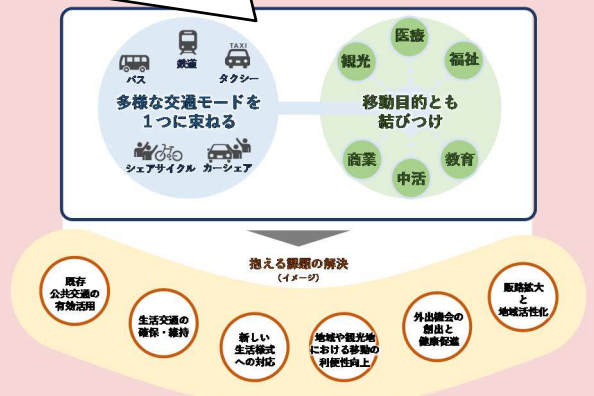 バス
鉄道
TAXI
タクシー
多様な交通モードを
１つに束ねる
シェアサイクル
カーシェア
医療
観光
福祉
移動目的とも
結びつけ
商業
教育
中活
抱える課題の解決
（イメージ）
既存
公共交通の
有効活用
生活交通の
確保・維持
新しい
生活様式
への対応
地域や観光地
における移動の
利便性向上
外出機会の
創出と
健康促進
販路拡大
と
地域活性化